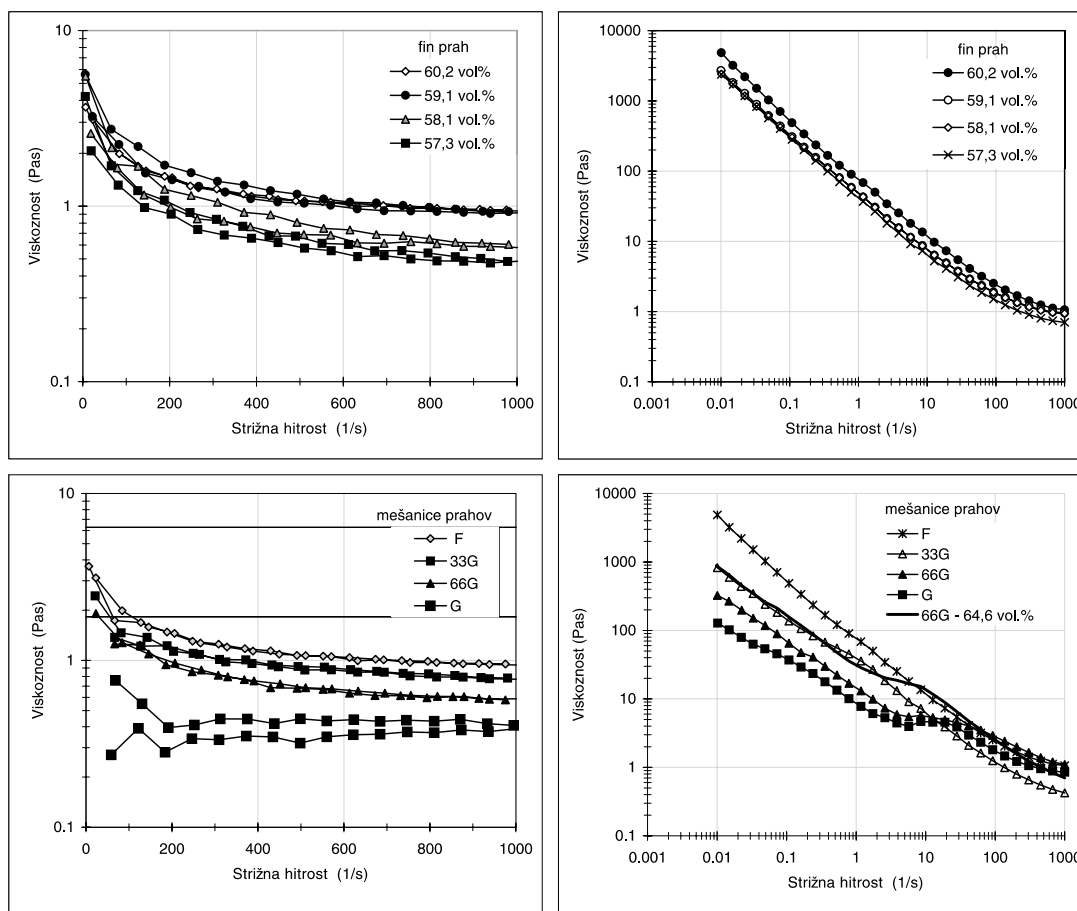 10
1
0.1
0
200
400
600
800
1000
Viskoznost (Pas)
Strižna hitrost (1/s)
fin prah
60,2 vol%
59,1 vol.%
58,1 vol.%
57,3 vol.%
10000
1000
100
10
1
0.1
0.001
0.01
0.1
1
10
100
1000
Viskoznost (Pas)
Strižna hitrost (1/s)
fin prah
60,2 vol.%
59,1 vol.%
58,1 vol.%
57,3 vol.%
10
1
0.1
0
200
400
600
800
1000
Viskoznost (Pas)
Strižna hitrost (1/s)
mešanice prahov
F
33G
66G
G
10000
1000
100
10
1
0.1
0.001
0.01
0.1
1
10
100
1000
Viskoznost (Pas)
Strižna hitrost (1/s)
mešanice prahov
F
33G
66G
G
66G - 64,6 vol.%